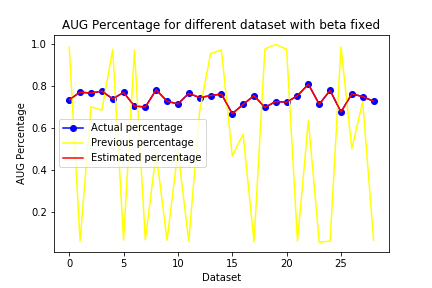 AUG Percentage for different dataset with beta fixed
AUG Percentage
1.0
0.8
0.6
0.4
0.2
Actual percentage
Previous percentage
Estimated percentage
0 5 10 15 20 25
Dataset